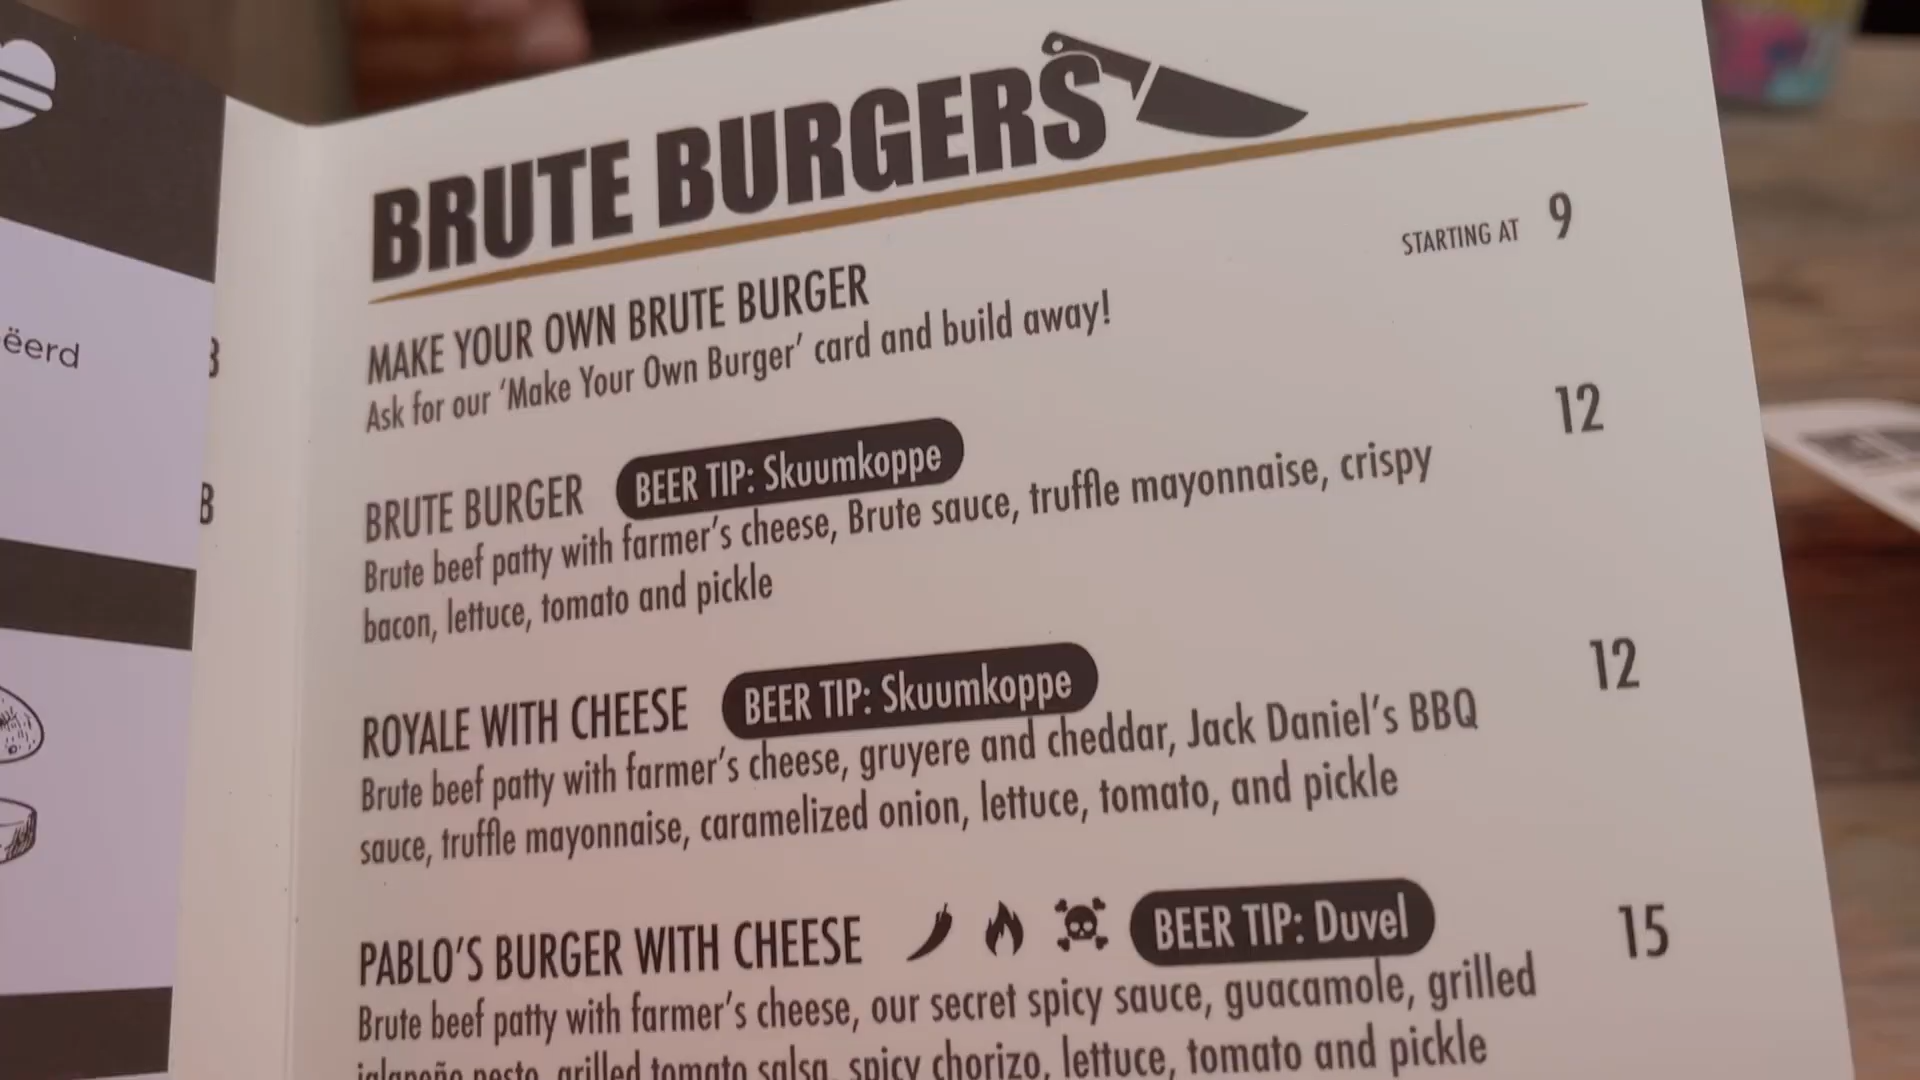 BRUTE BURGERS
STARTING AT 9
MAKE YOUR OWN BRUTE BURGER
Ask for our ‘Make Your Own Burger’ card and build away!
BRUTE BURGER BEER TIP: Skuumkoppe 12
Brute beef patty with farmer’s cheese, Brute sauce, truffle mayonnaise, crispy
bacon, lettuce, tomato and pickle
ROYALE WITH CHEESE BEER TIP: Skuumkoppe 12
Brute beef patty with farmer’s cheese, gruyere and cheddar, Jack Daniel’s BBQ
sauce, truffle mayonnaise, caramelized onion, lettuce, tomato, and pickle
PABLO’S BURGER WITH CHEESE BEER TIP: Duvel 15
Brute beef patty with farmer’s cheese, our secret spicy sauce, guacamole, grilled
jalapeño pesto, grilled tomato salsa, spicy chorizo, lettuce, tomato and pickle
ëerd